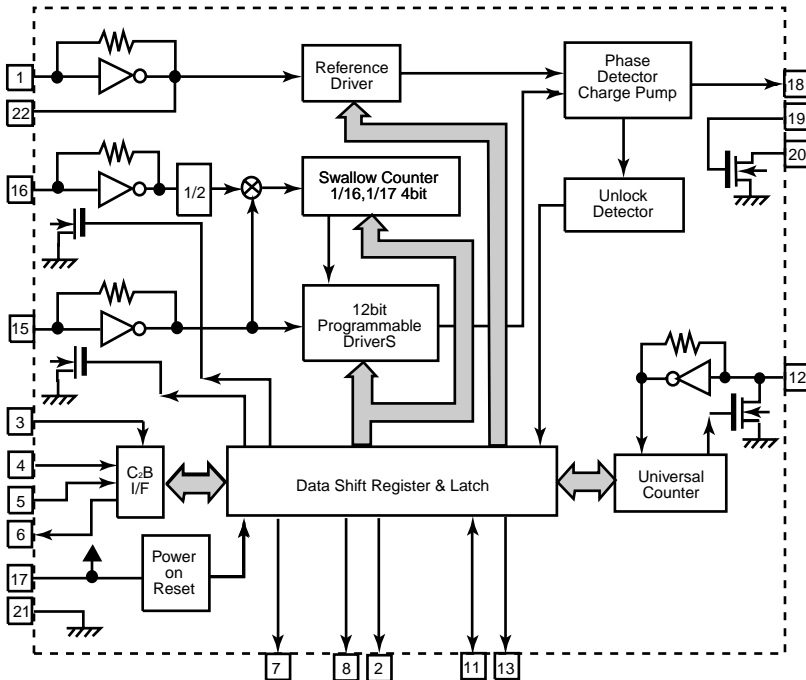 1
Reference
Driver
Phase
Detector
Charge Pump
18
22
19
20
16
1/2
Swallow Counter
1/16,1/17 4bit
Unlock
Detector
15
12bit
Programmable
DriverS
12
3
4
5
6
C2B
I/F
Data Shift Register & Latch
Universal
Counter
17
Power
on
Reset
21
7
8
2
11
13